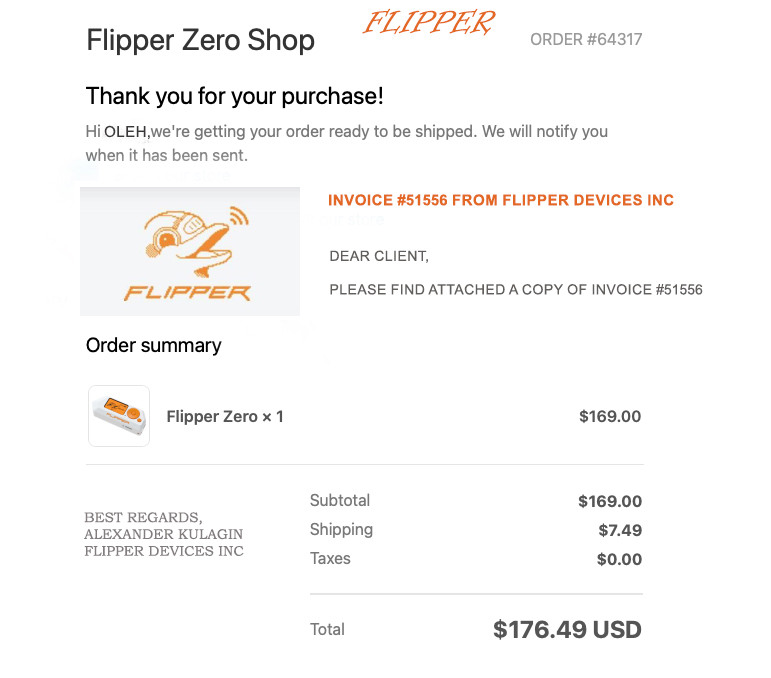 FLIPPER
Flipper Zero Shop
ORDER #64317
Thank you for your purchase!
Hi OLEH,we're getting your order ready to be shipped. We will notify you
when it has been sent.
INVOICE #51556 FROM FLIPPER DEVICES INC
DEAR CLIENT,
PLEASE FIND ATTACHED A COPY OF INVOICE #51556
FLIPPER
Order summary
Flipper Zero × 1 $169.00
Subtotal $169.00
Shipping $7.49
Taxes $0.00
BEST REGARDS,
ALEXANDER KULAGIN
FLIPPER DEVICES INC
Total $176.49 USD